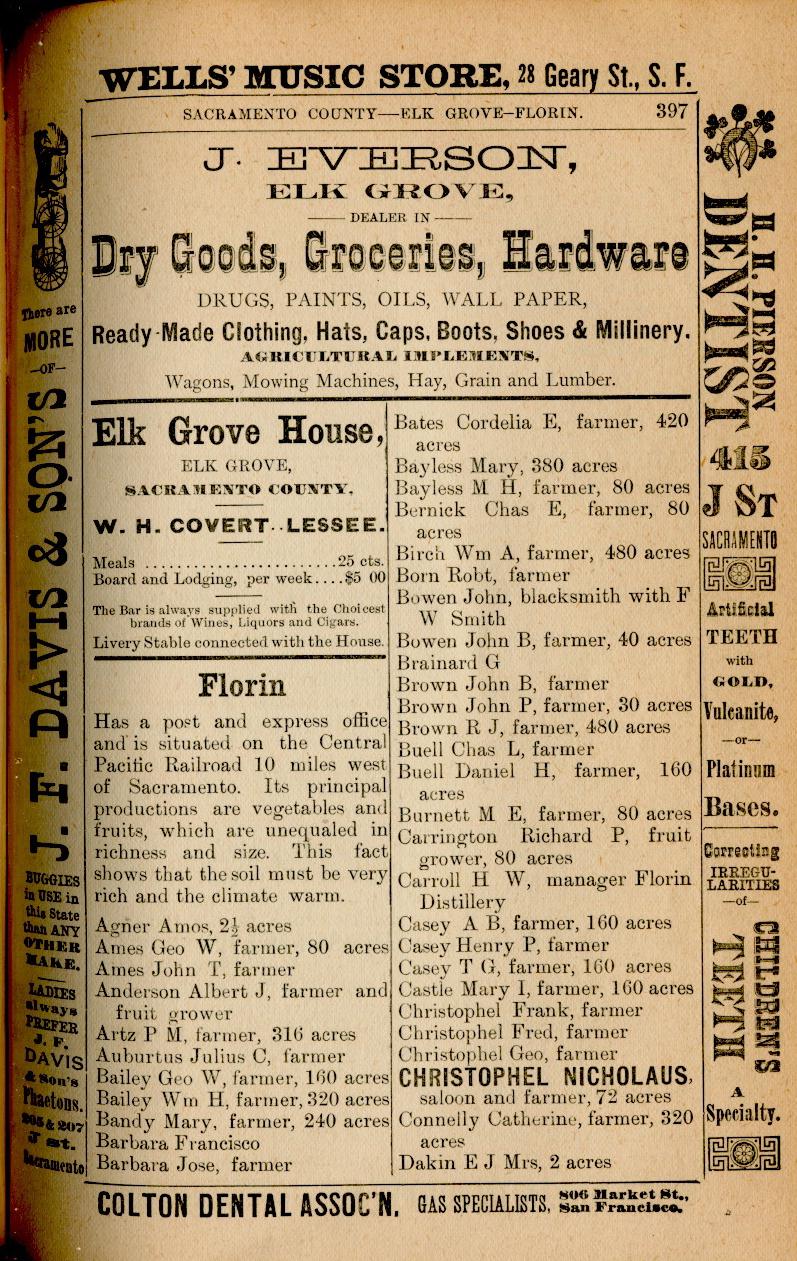 WELLS' MUSIC STORE, 28 Geary St., S. F.
SACRAMENTO COUNTY—ELK GROVE–FLORIN. 397
J. EVERSON,
ELK GROVE,
DEALER IN
Dry Goods, Groceries, Hardware
DRUGS, PAINTS, OILS, WALL PAPER,
Ready-Made Clothing, Hats, Caps, Boots, Shoes & Millinery.
AGRICULTURAL IMPLEMENTS,
Wagons, Mowing Machines, Hay, Grain and Lumber.
Elk Grove House,
ELK GROVE,
SACRAMENTO COUNTY,
W. H. COVERT..LESSEE.
Meals ......................25 cts.
Board and Lodging, per week....$5 00
The Bar is always supplied with the Choicest
brands of Wines, Liquors and Cigars.
Livery Stable connected with the House.
Florin
Has a post and express office
and is situated on the Central
Pacific Railroad 10 miles west
of Sacramento. Its principal
productions are vegetables and
fruits, which are unequaled in
richness and size. This fact
shows that the soil must be very
rich and the climate warm.
Agner Amos, 2½ acres
Ames Geo W, farmer, 80 acres
Ames John T, farmer
Anderson Albert J, farmer and
fruit grower
Artz P M, farmer, 316 acres
Auburtus Julius C, farmer
Bailey Geo W, farmer, 160 acres
Bailey Wm H, farmer, 320 acres
Bandy Mary, farmer, 240 acres
Barbara Francisco
Barbara Jose, farmer
Bates Cordelia E, farmer, 420
acres
Bayless Mary, 380 acres
Bayless M H, farmer, 80 acres
Bernick Chas E, farmer, 80
acres
Birch Wm A, farmer, 480 acres
Born Robt, farmer
Bowen John, blacksmith with F
W Smith
Bowen John B, farmer, 40 acres
Brainard G
Brown John B, farmer
Brown John P, farmer, 30 acres
Brown R J, farmer, 480 acres
Buell Chas L, farmer
Buell Daniel H, farmer, 160
acres
Burnett M E, farmer, 80 acres
Carrington Richard P, fruit
grower, 80 acres
Carroll H W, manager Florin
Distillery
Casey A B, farmer, 160 acres
Casey Henry P, farmer
Casey T G, farmer, 160 acres
Castle Mary I, farmer, 160 acres
Christophel Frank, farmer
Christophel Fred, farmer
Christophel Geo, farmer
CHRISTOPHEL NICHOLAUS,
saloon and farmer, 72 acres
Connelly Catherine, farmer, 320
acres
Dakin E J Mrs, 2 acres
COLTON DENTAL ASSOC'N. GAS SPECIALISTS, 806 Market St.,
San Francisco.
There are
MORE
—OF—
J. F. DAVIS & SON'S
BUGGIES
in USE in
this State
than ANY
OTHER
MAKE.
LADIES
always
PREFER
J. F.
DAVIS
& Son's
Phaetons.
205 & 207
J St.
Sacramento
H. H. PIERSON
DENTIST,
415
J ST
SACRAMENTO
Artificial
TEETH
with
GOLD,
Vulcanite,
—or—
Platinum
Bases.
Correcting
IRREGU-
LARITIES
—of—
CHILDREN'S
TEETH
A
Specialty.